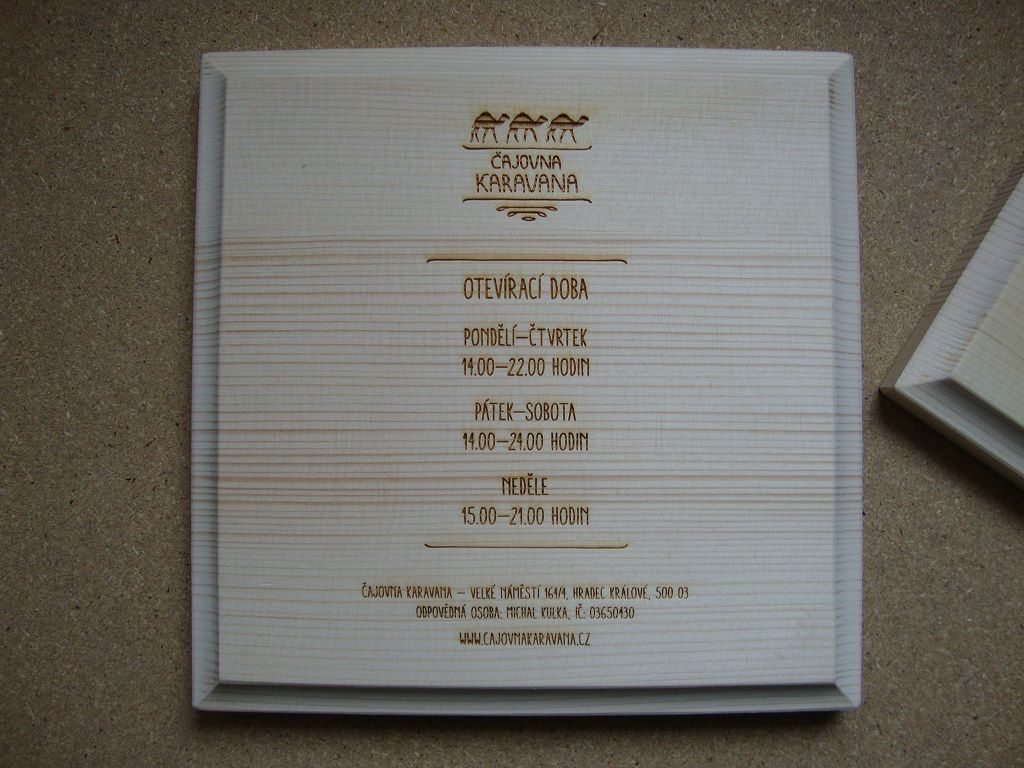 ČAJOVNA
KARAVANA
OTEVÍRACÍ DOBA
PONDĚLÍ–ČTVRTEK
14.00–22.00 HODIN
PÁTEK–SOBOTA
14.00–24.00 HODIN
NEDĚLE
15.00–21.00 HODIN
ČAJOVNA KARAVANA – VELKÉ NÁMĚSTÍ 164/4, HRADEC KRÁLOVÉ, 500 03
ODPOVĚDNÁ OSOBA: MICHAL KULKA, IČ: 03650430
WWW.CAJOVNAKARAVANA.CZ